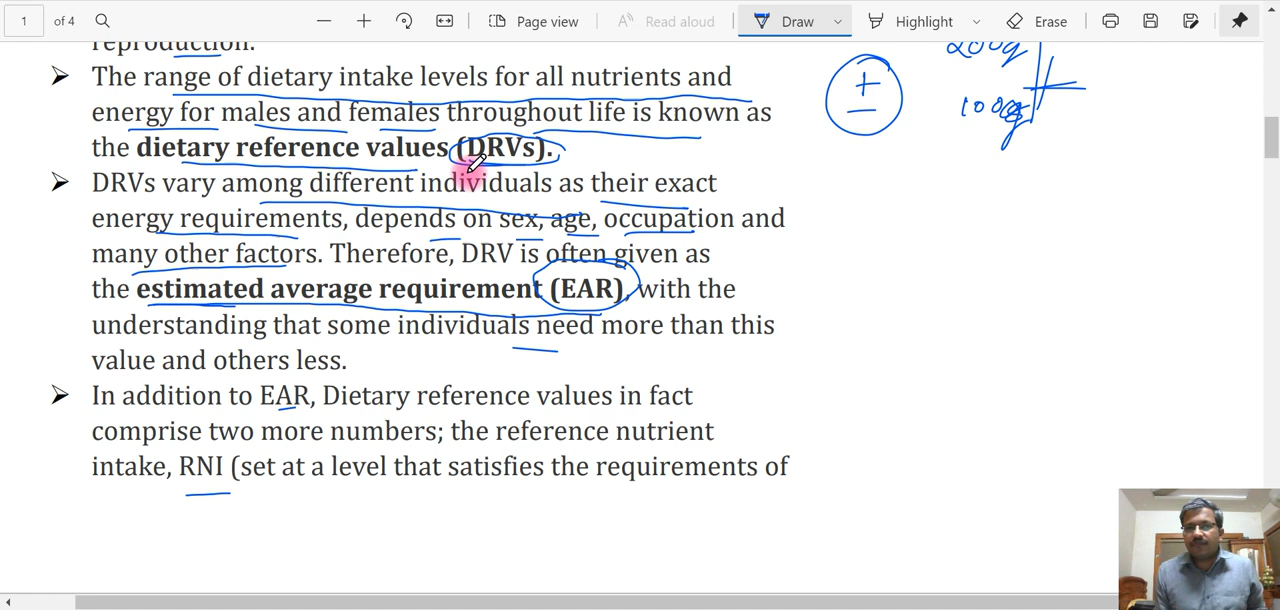 1 of 4 Page view Read aloud Draw Highlight Erase
reproduction.
200g
➤ The range of dietary intake levels for all nutrients and
+
energy for males and females throughout life is known as
− 100g
the dietary reference values (DRVs).
➤ DRVs vary among different individuals as their exact
energy requirements, depends on sex, age, occupation and
many other factors. Therefore, DRV is often given as
the estimated average requirement (EAR), with the
understanding that some individuals need more than this
value and others less.
➤ In addition to EAR, Dietary reference values in fact
comprise two more numbers; the reference nutrient
intake, RNI (set at a level that satisfies the requirements of